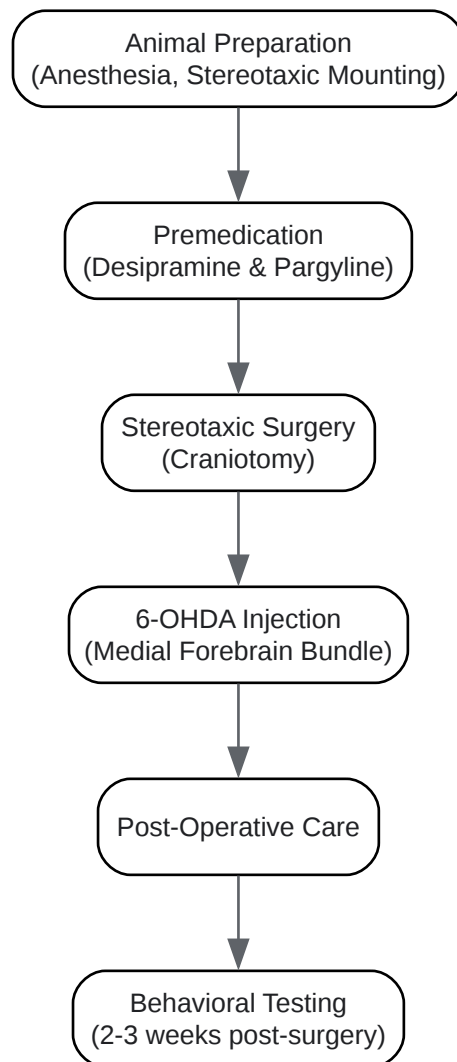 Animal Preparation
(Anesthesia, Stereotaxic Mounting)
Premedication
(Desipramine & Pargyline)
Stereotaxic Surgery
(Craniotomy)
6-OHDA Injection
(Medial Forebrain Bundle)
Post-Operative Care
Behavioral Testing
(2-3 weeks post-surgery)